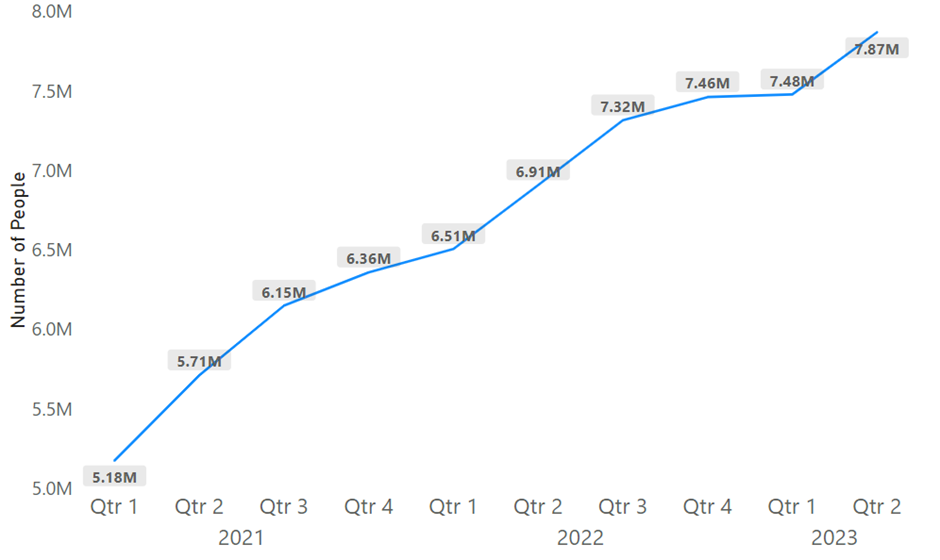 8.0M
7.5M
7.0M
6.5M
6.0M
5.5M
5.0M
Number of People
5.18M
5.71M
6.15M
6.36M
6.51M
6.91M
7.32M
7.46M
7.48M
7.87M
Qtr 1 Qtr 2 Qtr 3 Qtr 4 Qtr 1 Qtr 2 Qtr 3 Qtr 4 Qtr 1 Qtr 2
2021 2022 2023